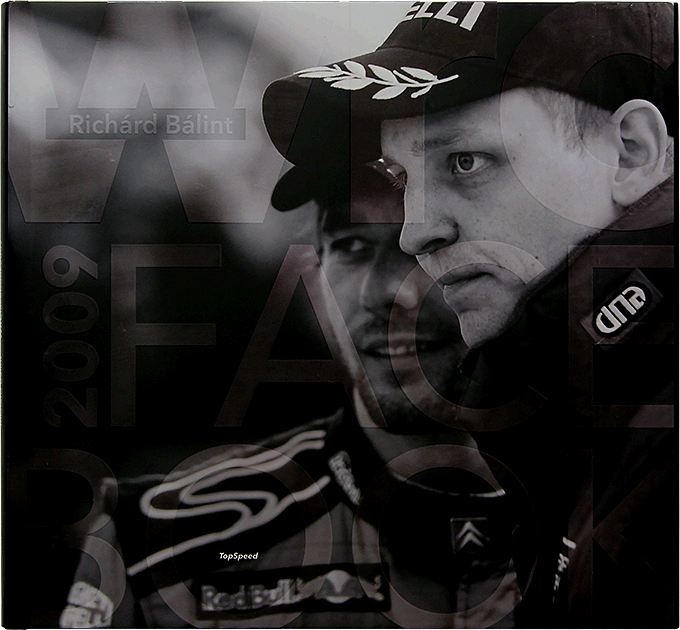 ELLI
Wrc
Richárd Bálint
FACE
2009
BOOK
TopSpeed
Red Bull